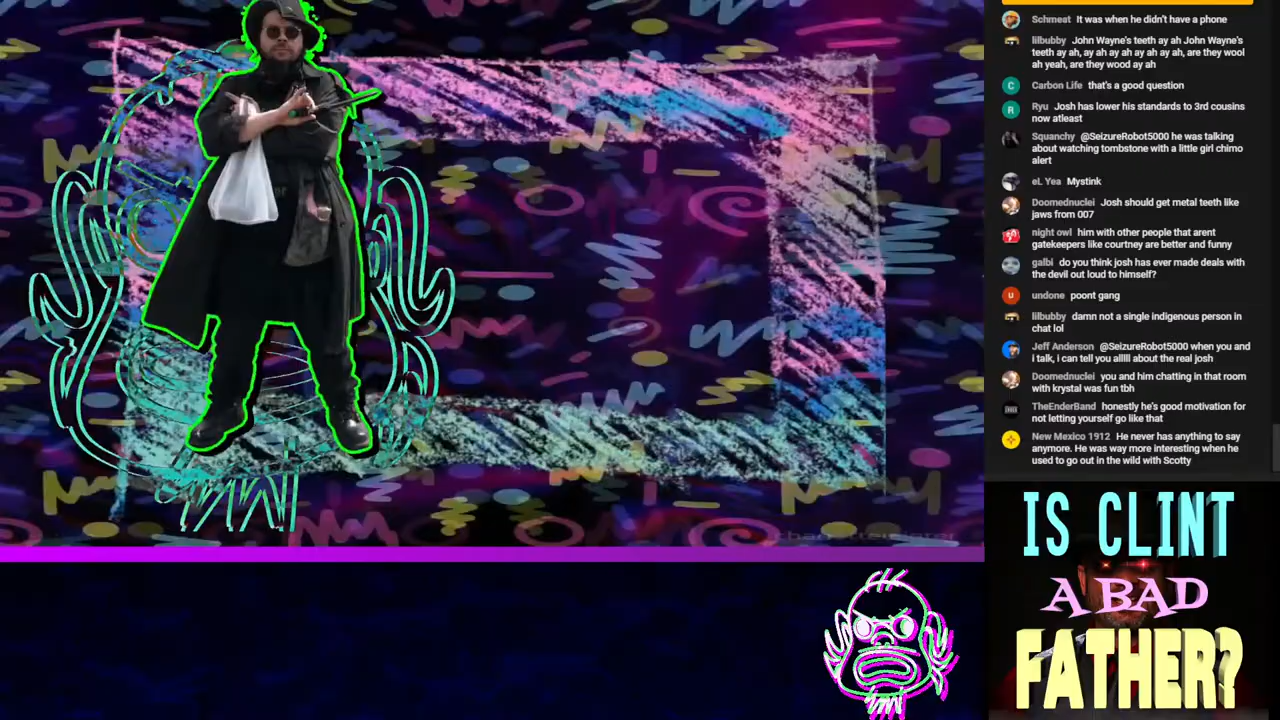 Schmeat It was when he didn't have a phone
lilbubby John Wayne's teeth ay ah John Wayne's
teeth ay ah, ay ah ay ah ay ah ay ah, are they wool
ah yeah, are they wood ay ah
C Carbon Life that's a good question
R Ryu Josh has lower his standards to 3rd cousins
now atleast
Squanchy @SeizureRobot5000 he was talking
about watching tombstone with a little girl chimo
alert
eL Yea Mystink
Doomednuclei Josh should get metal teeth like
jaws from 007
night owl him with other people that arent
gatekeepers like courtney are better and funny
galbi do you think josh has ever made deals with
the devil out loud to himself?
u undone poont gang
lilbubby damn not a single indigenous person in
chat lol
Jeff Anderson @SeizureRobot5000 when you and
i talk, i can tell you alllll about the real josh
Doomednuclei you and him chatting in that room
with krystal was fun tbh
TheEnderBand honestly he's good motivation for
not letting yourself go like that
New Mexico 1912 He never has anything to say
anymore. He was way more interesting when he
used to go out in the wild with Scotty
IS CLINT
A BAD
FATHER?